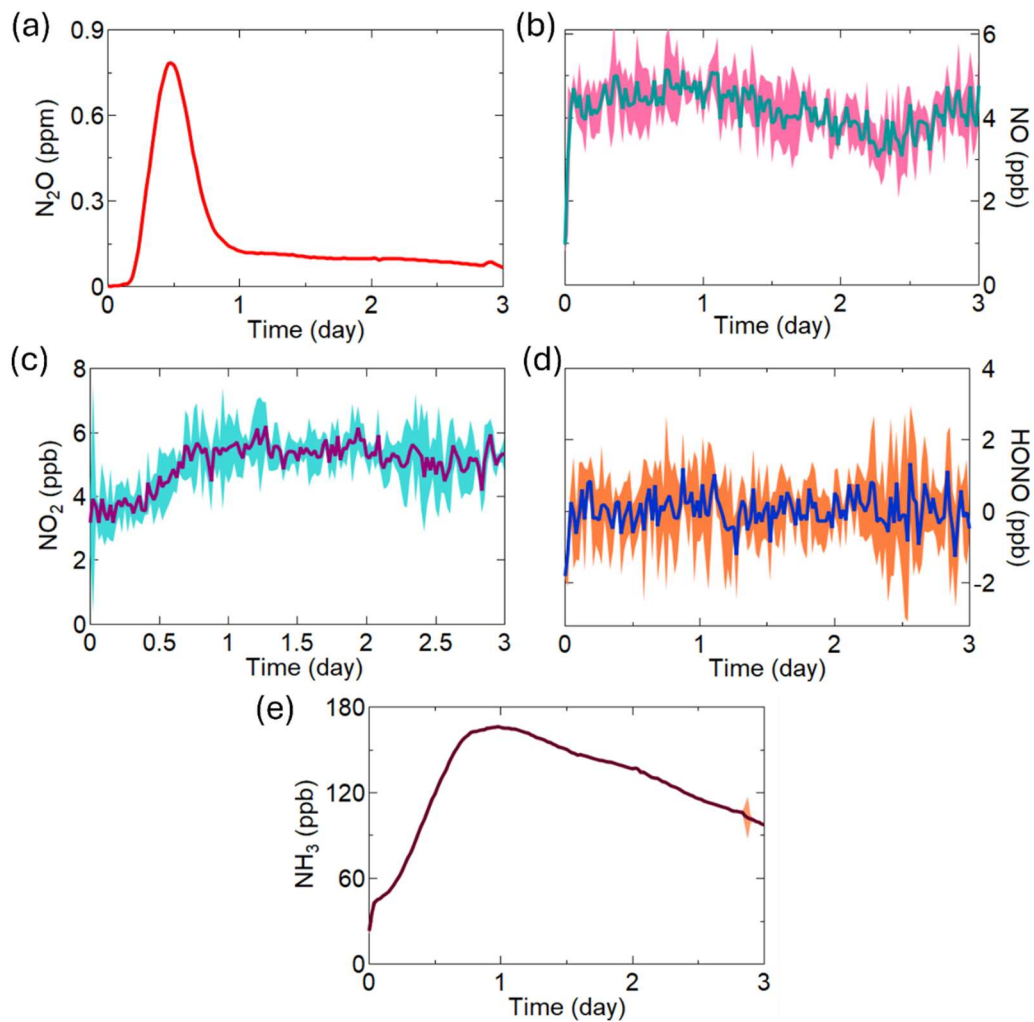 (a)
0.9
0.6
0.3
0
N₂O (ppm)
0 1 2 3
Time (day)
(b)
6
4
2
0
NO (ppb)
0 1 2 3
Time (day)
(c)
8
6
4
2
0
NO₂ (ppb)
0 0.5 1 1.5 2 2.5 3
Time (day)
(d)
4
2
0
-2
HONO (ppb)
0 1 2 3
Time (day)
(e)
180
120
60
0
NH₃ (ppb)
0 1 2 3
Time (day)